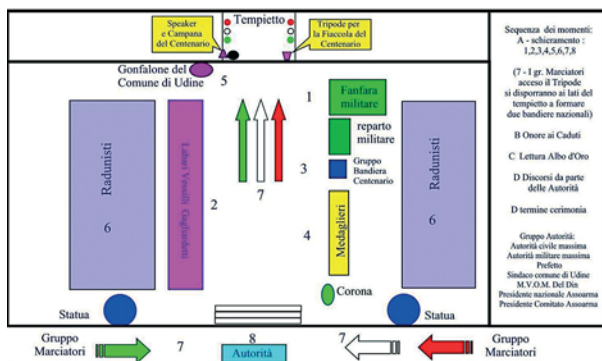 Speaker
e Campana
del Centenario
Tempietto
Tripode per
la Fiaccola del
Centenario
Gonfalone del
Comune di Udine
5
1
Fanfara
militare
reparto
militare
3
Gruppo
Bandiera
Centenario
Radunisti
6
Labari Vessilli Gagliardetti
2
7
4
Medaglieri
Radunisti
6
Corona
Statua
Statua
Gruppo
Marciatori
7
8
Autorità
7
Gruppo
Marciatori
Sequenza dei momenti:
A - schieramento :
1,2,3,4,5,6,7,8
(7 - I gr. Marciatori
acceso il Tripode
si disporranno ai lati del
tempietto a formare
due bandiere nazionali)
B Onore ai Caduti
C Lettura Albo d'Oro
D Discorsi da parte
delle Autorità
D termine cerimonia
Gruppo Autorità:
Autorità civile massima
Autorità militare massima
Prefetto
Sindaco comune di Udine
M.V.O.M. Del Din
Presidente nazionale Assoarma
Presidente Comitato Assoarma